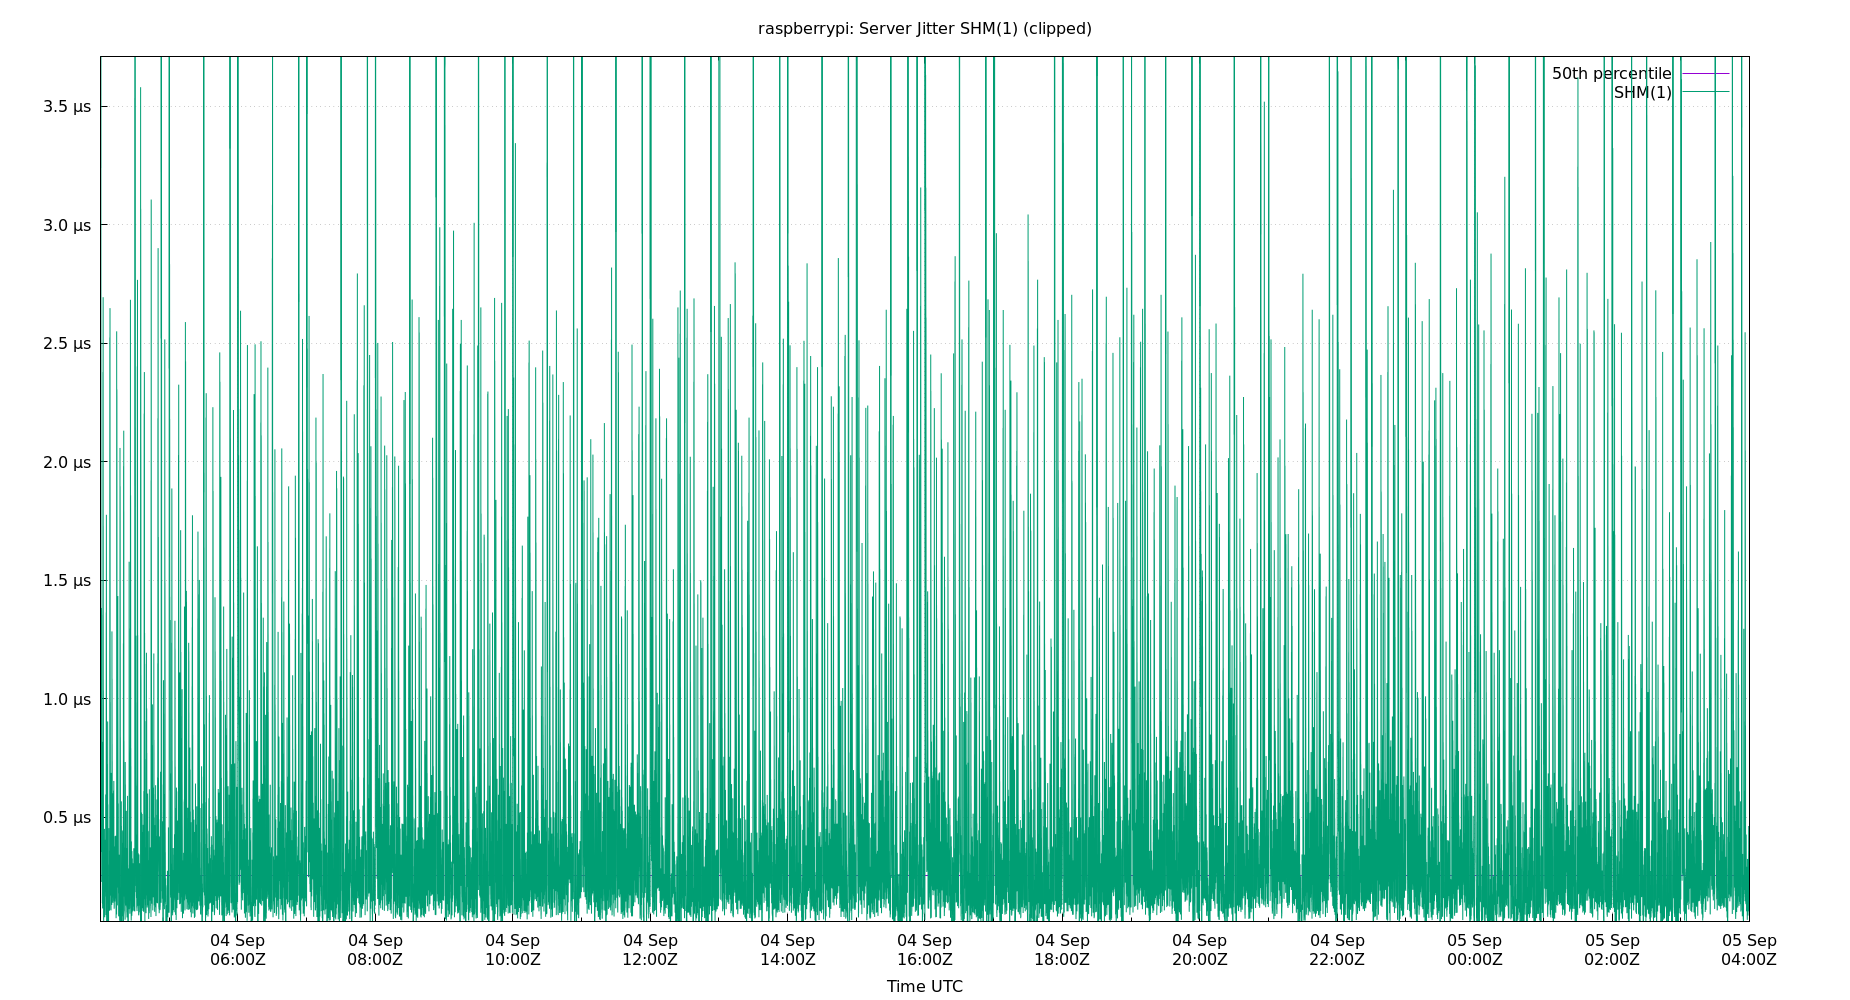 raspberrypi: Server Jitter SHM(1) (clipped)
50th percentile
SHM(1)
3.5 µs
3.0 µs
2.5 µs
2.0 µs
1.5 µs
1.0 µs
0.5 µs
04 Sep 04 Sep 04 Sep 04 Sep 04 Sep 04 Sep 04 Sep 04 Sep 04 Sep 05 Sep 05 Sep 05 Sep
06:00Z 08:00Z 10:00Z 12:00Z 14:00Z 16:00Z 18:00Z 20:00Z 22:00Z 00:00Z 02:00Z 04:00Z
Time UTC